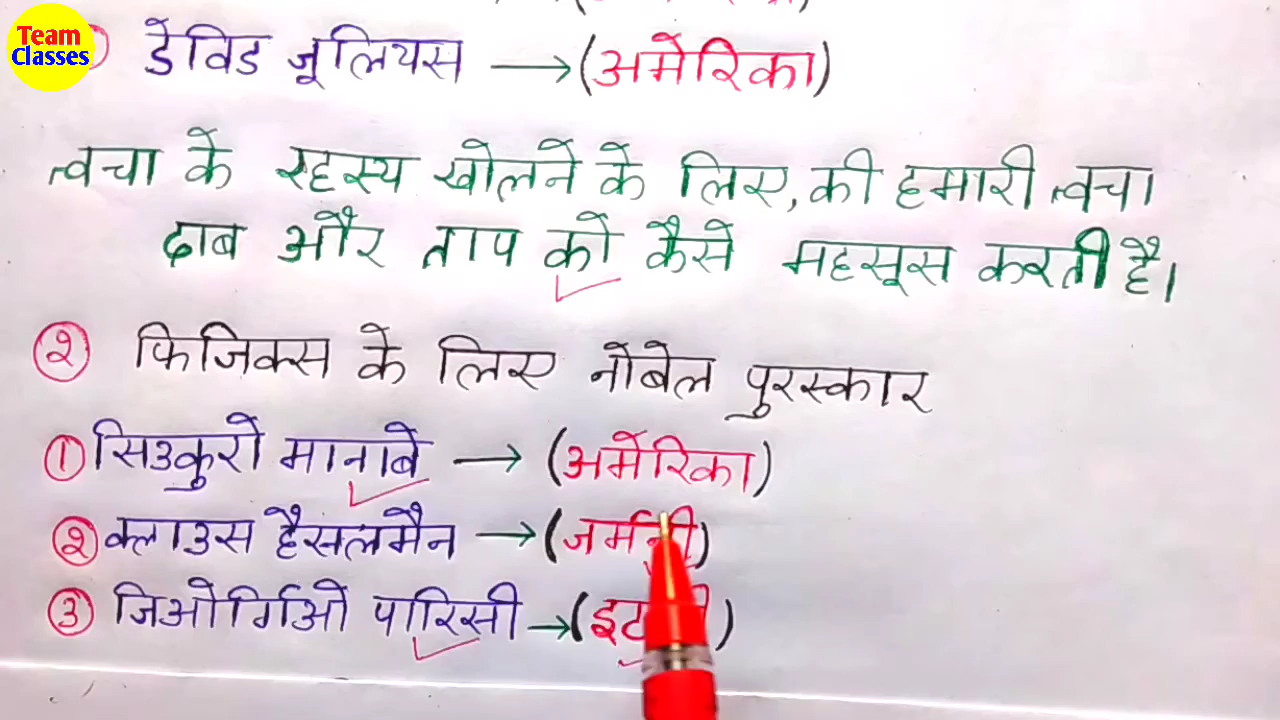 Team
Classes
डेविड जूलियस → (अमेरिका)
त्वचा के रहस्य खोलने के लिए, की हमारी त्वचा
दाब और ताप को कैसे महसूस करती है।
② फिजिक्स के लिए नोबेल पुरस्कार
① सिउकुरो मानाबे → (अमेरिका)
② क्लाउस हैसलमैन → (जर्मनी)
③ जिओर्गिओ पारिसी → (